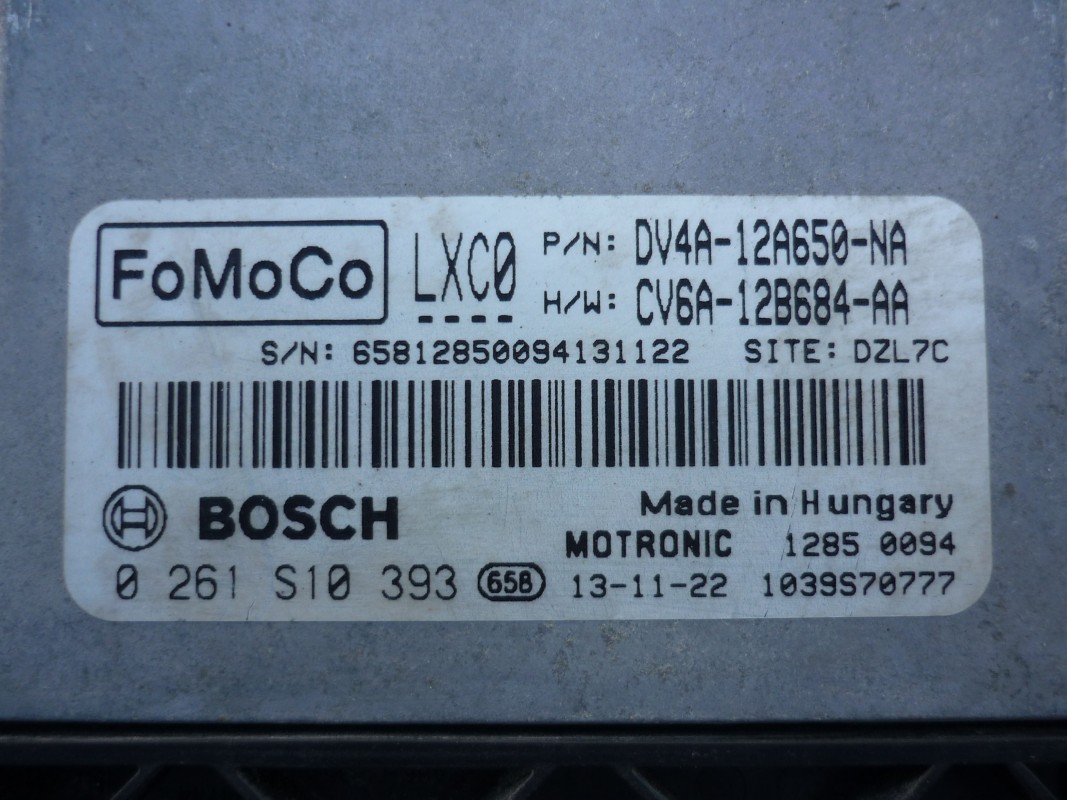 FoMoCo LXC0 P/N: DV4A-12A650-NA
H/W: CV6A-12B684-AA
S/N: 658128500094131122 SITE: DZL7C
BOSCH Made in Hungary
MOTRONIC 1285 0094
0 261 S10 393 658 13-11-22 1039S70777